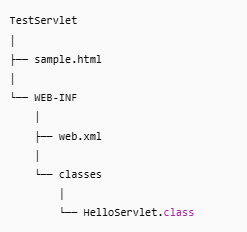 TestServlet
│
├── sample.html
│
└── WEB-INF
    │
    ├── web.xml
    │
    └── classes
        │
        └── HelloServlet.class